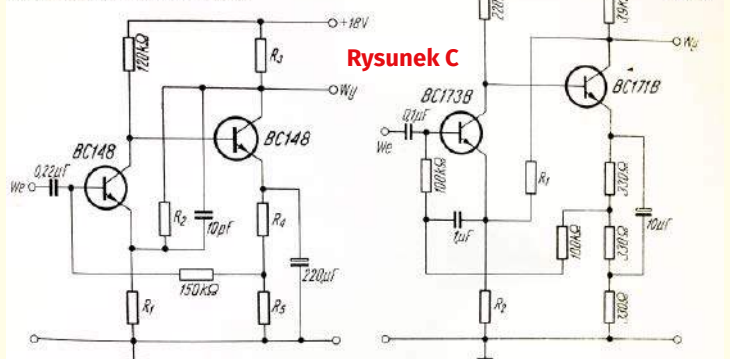 +18V
120kΩ
R3
Rysunek C
Wy
BC148
BC148
0,22µF
We
R2
10pF
R4
220µF
150kΩ
R1
R5
39kΩ
Wy
BC171B
BC173B
0,1µF
We
100kΩ
R1
330Ω
1µF
100kΩ
330Ω
10µF
R2
330Ω